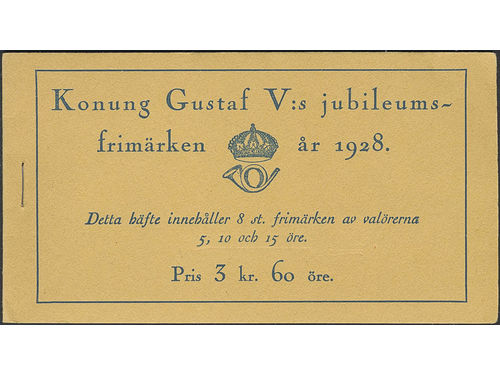 Konung Gustaf V:s jubileums-
frimärken år 1928.
Detta häfte innehåller 8 st. frimärken av valörerna
5, 10 och 15 öre.
Pris 3 kr. 60 öre.